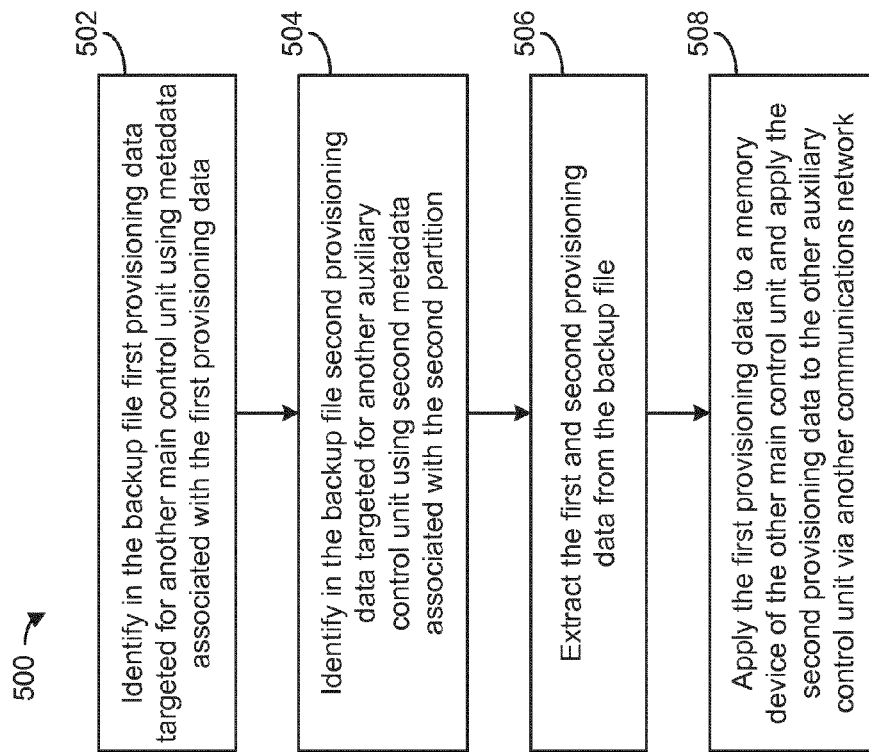 500
502
Identify in the backup file first provisioning data
targeted for another main control unit using metadata
associated with the first provisioning data
504
Identify in the backup file second provisioning
data targeted for another auxiliary
control unit using second metadata
associated with the second partition
506
Extract the first and second provisioning
data from the backup file
508
Apply the first provisioning data to a memory
device of the other main control unit and apply the
second provisioning data to the other auxiliary
control unit via another communications network